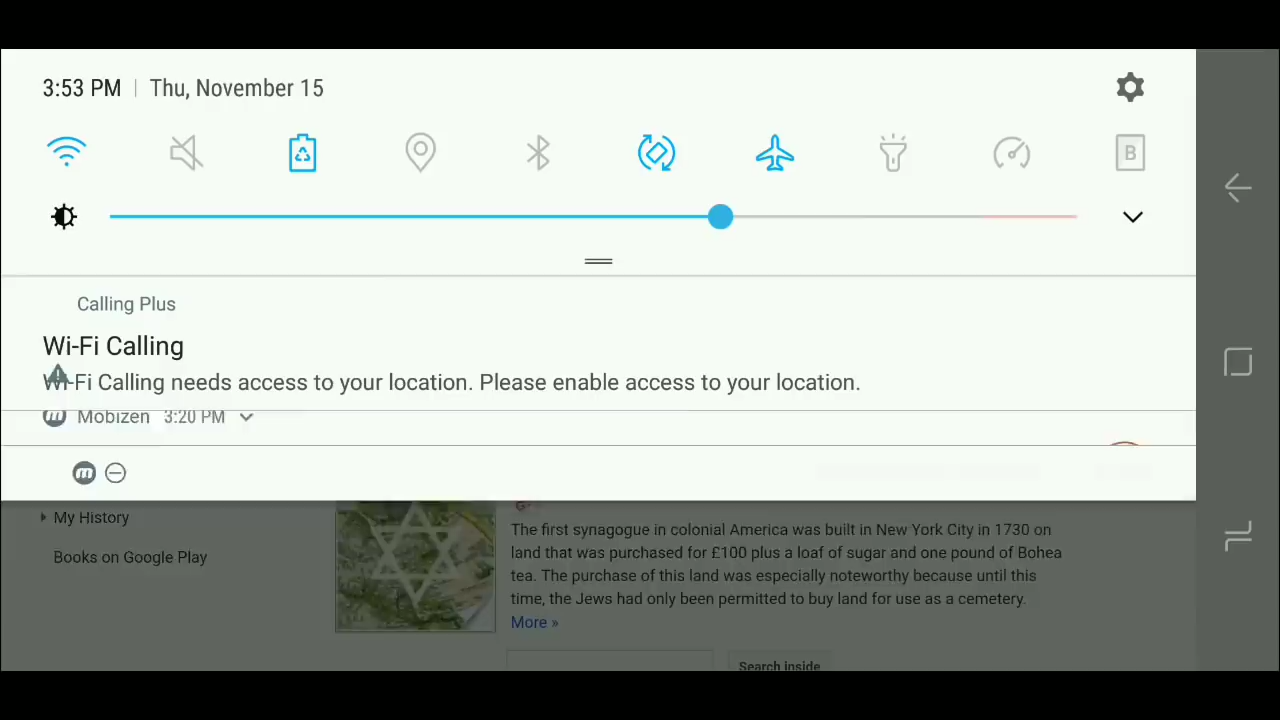 3:53 PM | Thu, November 15
B
Calling Plus
Wi-Fi Calling
Wi-Fi Calling needs access to your location. Please enable access to your location.
Mobizen 3:20 PM
My History
Books on Google Play
The first synagogue in colonial America was built in New York City in 1730 on
land that was purchased for £100 plus a loaf of sugar and one pound of Bohea
tea. The purchase of this land was especially noteworthy because until this
time, the Jews had only been permitted to buy land for use as a cemetery.
More »
Search inside